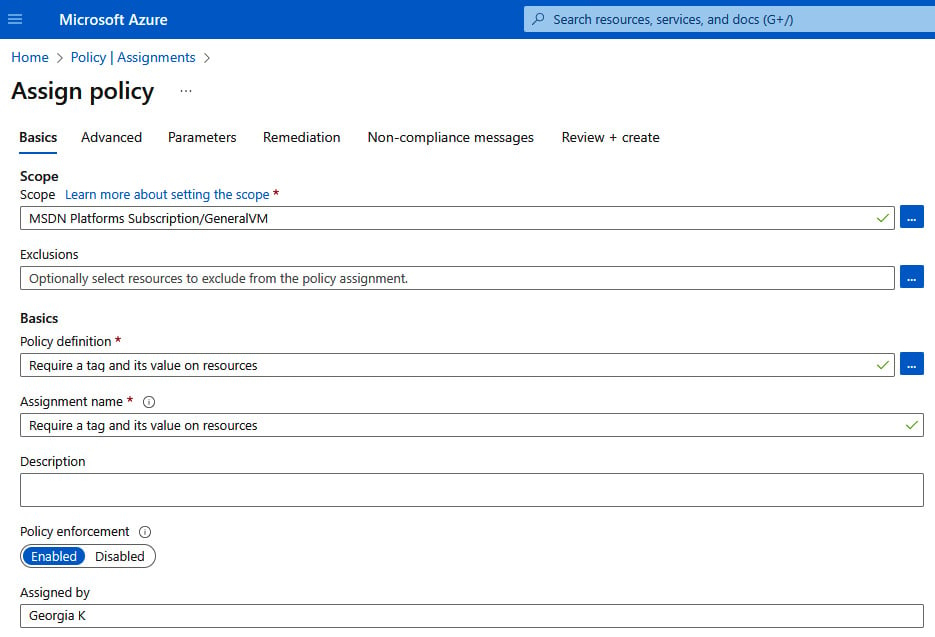 Microsoft Azure
Search resources, services, and docs (G+/)
Home > Policy | Assignments >
Assign policy ...
Basics Advanced Parameters Remediation Non-compliance messages Review + create
Scope
Scope Learn more about setting the scope *
MSDN Platforms Subscription/GeneralVM
...
Exclusions
Optionally select resources to exclude from the policy assignment.
...
Basics
Policy definition *
Require a tag and its value on resources
...
Assignment name *
Require a tag and its value on resources
Description
Policy enforcement
Enabled Disabled
Assigned by
Georgia K